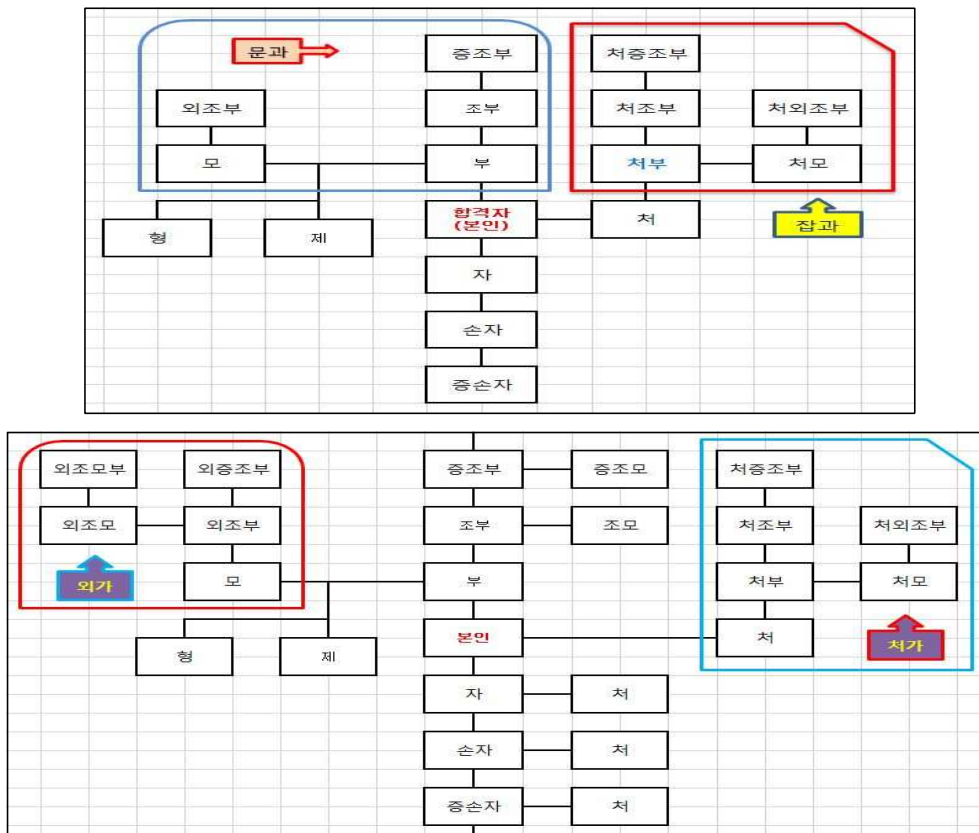 문과 증조부 처증조부
외조부 조부 처조부 처외조부
모 부 처부 처모
형 제 합격자 처 잡과
(본인)
자
손자
증손자
외조모부 외증조부 증조부 증조모 처증조부
외조모 외조부 조부 조모 처조부 처외조부
외가 모 부 처부 처모
형 제 본인 처 처가
자 처
손자 처
증손자 처